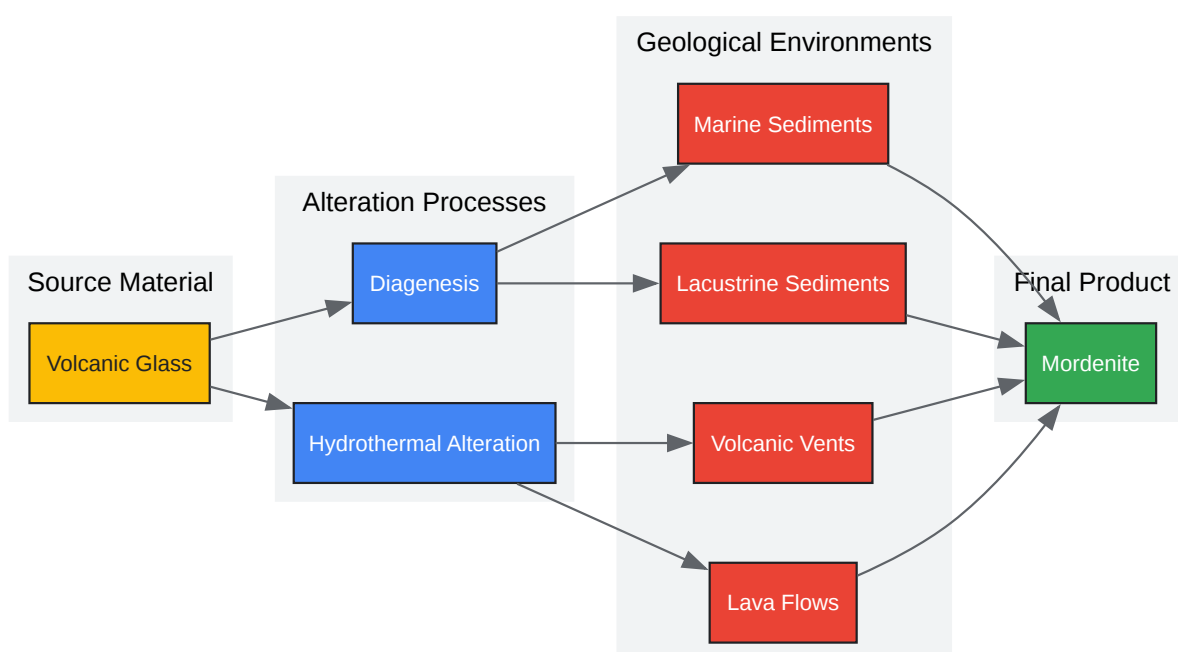 Source Material
Volcanic Glass
Alteration Processes
Diagenesis
Hydrothermal Alteration
Geological Environments
Marine Sediments
Lacustrine Sediments
Volcanic Vents
Lava Flows
Final Product
Mordenite